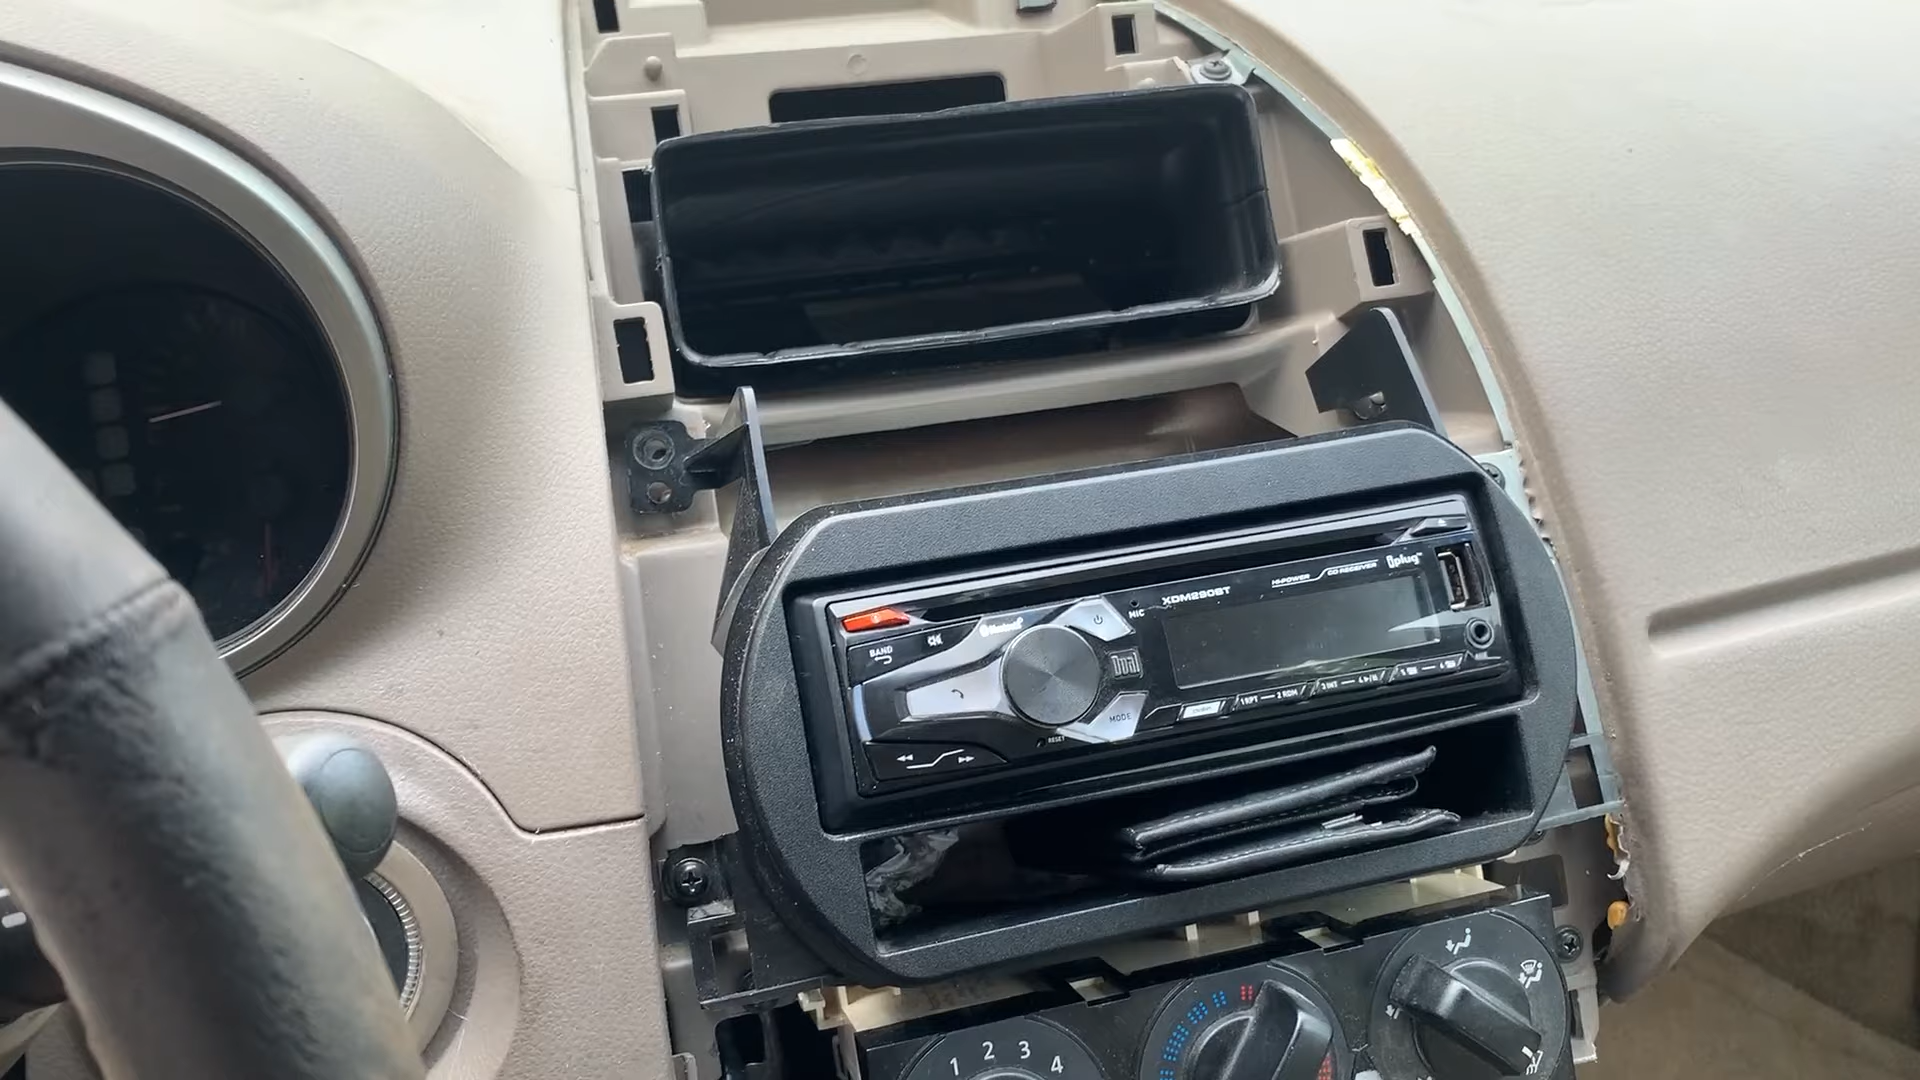 HI-POWER CD RECEIVER iplug™
XDM290BT
MIC
Bluetooth
BAND
Dual
MODE
RESET
1 RPT 2 RDM 3 INT
1 2 3 4